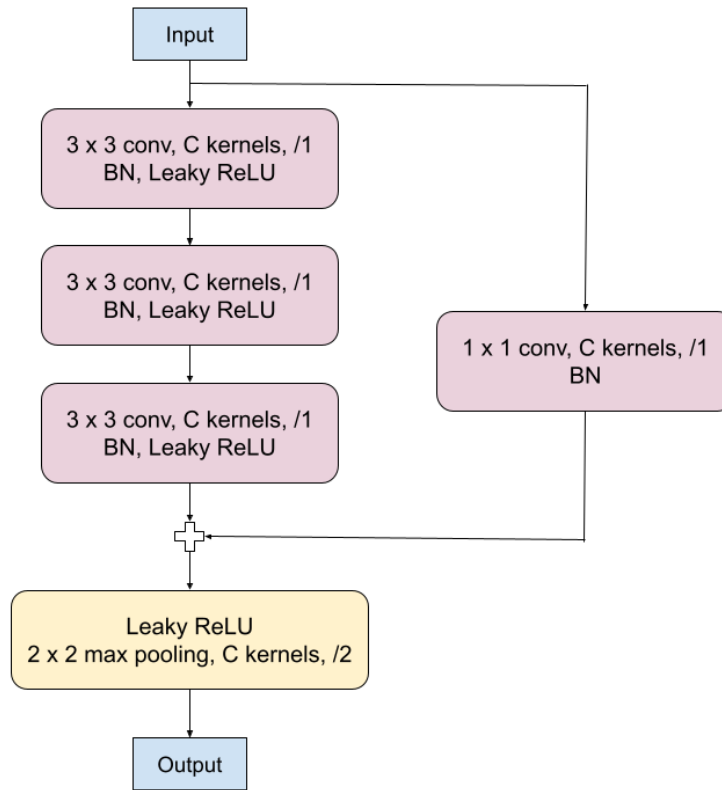 Input
3 x 3 conv, C kernels, /1
BN, Leaky ReLU
3 x 3 conv, C kernels, /1
BN, Leaky ReLU
1 x 1 conv, C kernels, /1
BN
3 x 3 conv, C kernels, /1
BN, Leaky ReLU
Leaky ReLU
2 x 2 max pooling, C kernels, /2
Output